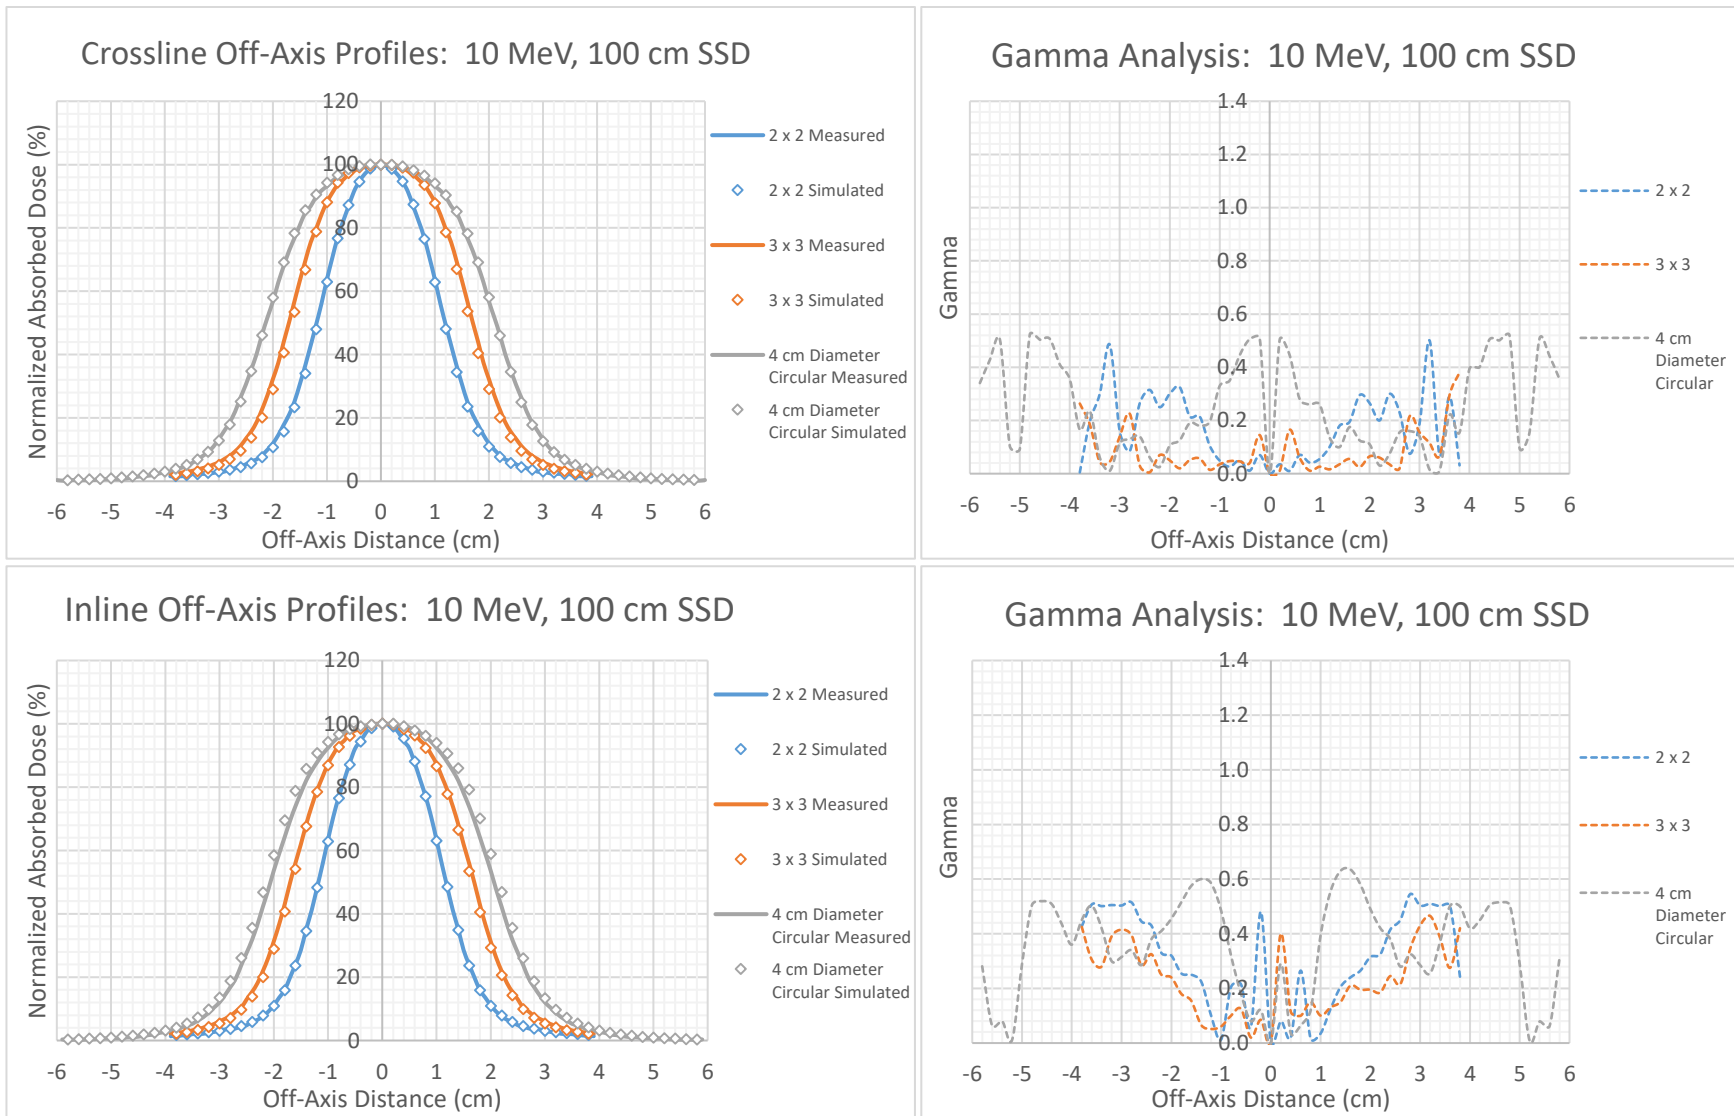 Crossline Off-Axis Profiles:  10 MeV, 100 cm SSD
Normalized Absorbed Dose (%)
120
100
80
60
40
20
0
-6 -5 -4 -3 -2 -1 0 1 2 3 4 5 6
Off-Axis Distance (cm)
2 x 2 Measured
2 x 2 Simulated
3 x 3 Measured
3 x 3 Simulated
4 cm Diameter
Circular Measured
4 cm Diameter
Circular Simulated
Gamma Analysis:  10 MeV, 100 cm SSD
Gamma
1.4
1.2
1.0
0.8
0.6
0.4
0.2
0.0
-6 -5 -4 -3 -2 -1 0 1 2 3 4 5 6
Off-Axis Distance (cm)
2 x 2
3 x 3
4 cm
Diameter
Circular
Inline Off-Axis Profiles:  10 MeV, 100 cm SSD
Normalized Absorbed Dose (%)
120
100
80
60
40
20
0
-6 -5 -4 -3 -2 -1 0 1 2 3 4 5 6
Off-Axis Distance (cm)
2 x 2 Measured
2 x 2 Simulated
3 x 3 Measured
3 x 3 Simulated
4 cm Diameter
Circular Measured
4 cm Diameter
Circular Simulated
Gamma Analysis:  10 MeV, 100 cm SSD
Gamma
1.4
1.2
1.0
0.8
0.6
0.4
0.2
0.0
-6 -5 -4 -3 -2 -1 0 1 2 3 4 5 6
Off-Axis Distance (cm)
2 x 2
3 x 3
4 cm
Diameter
Circular